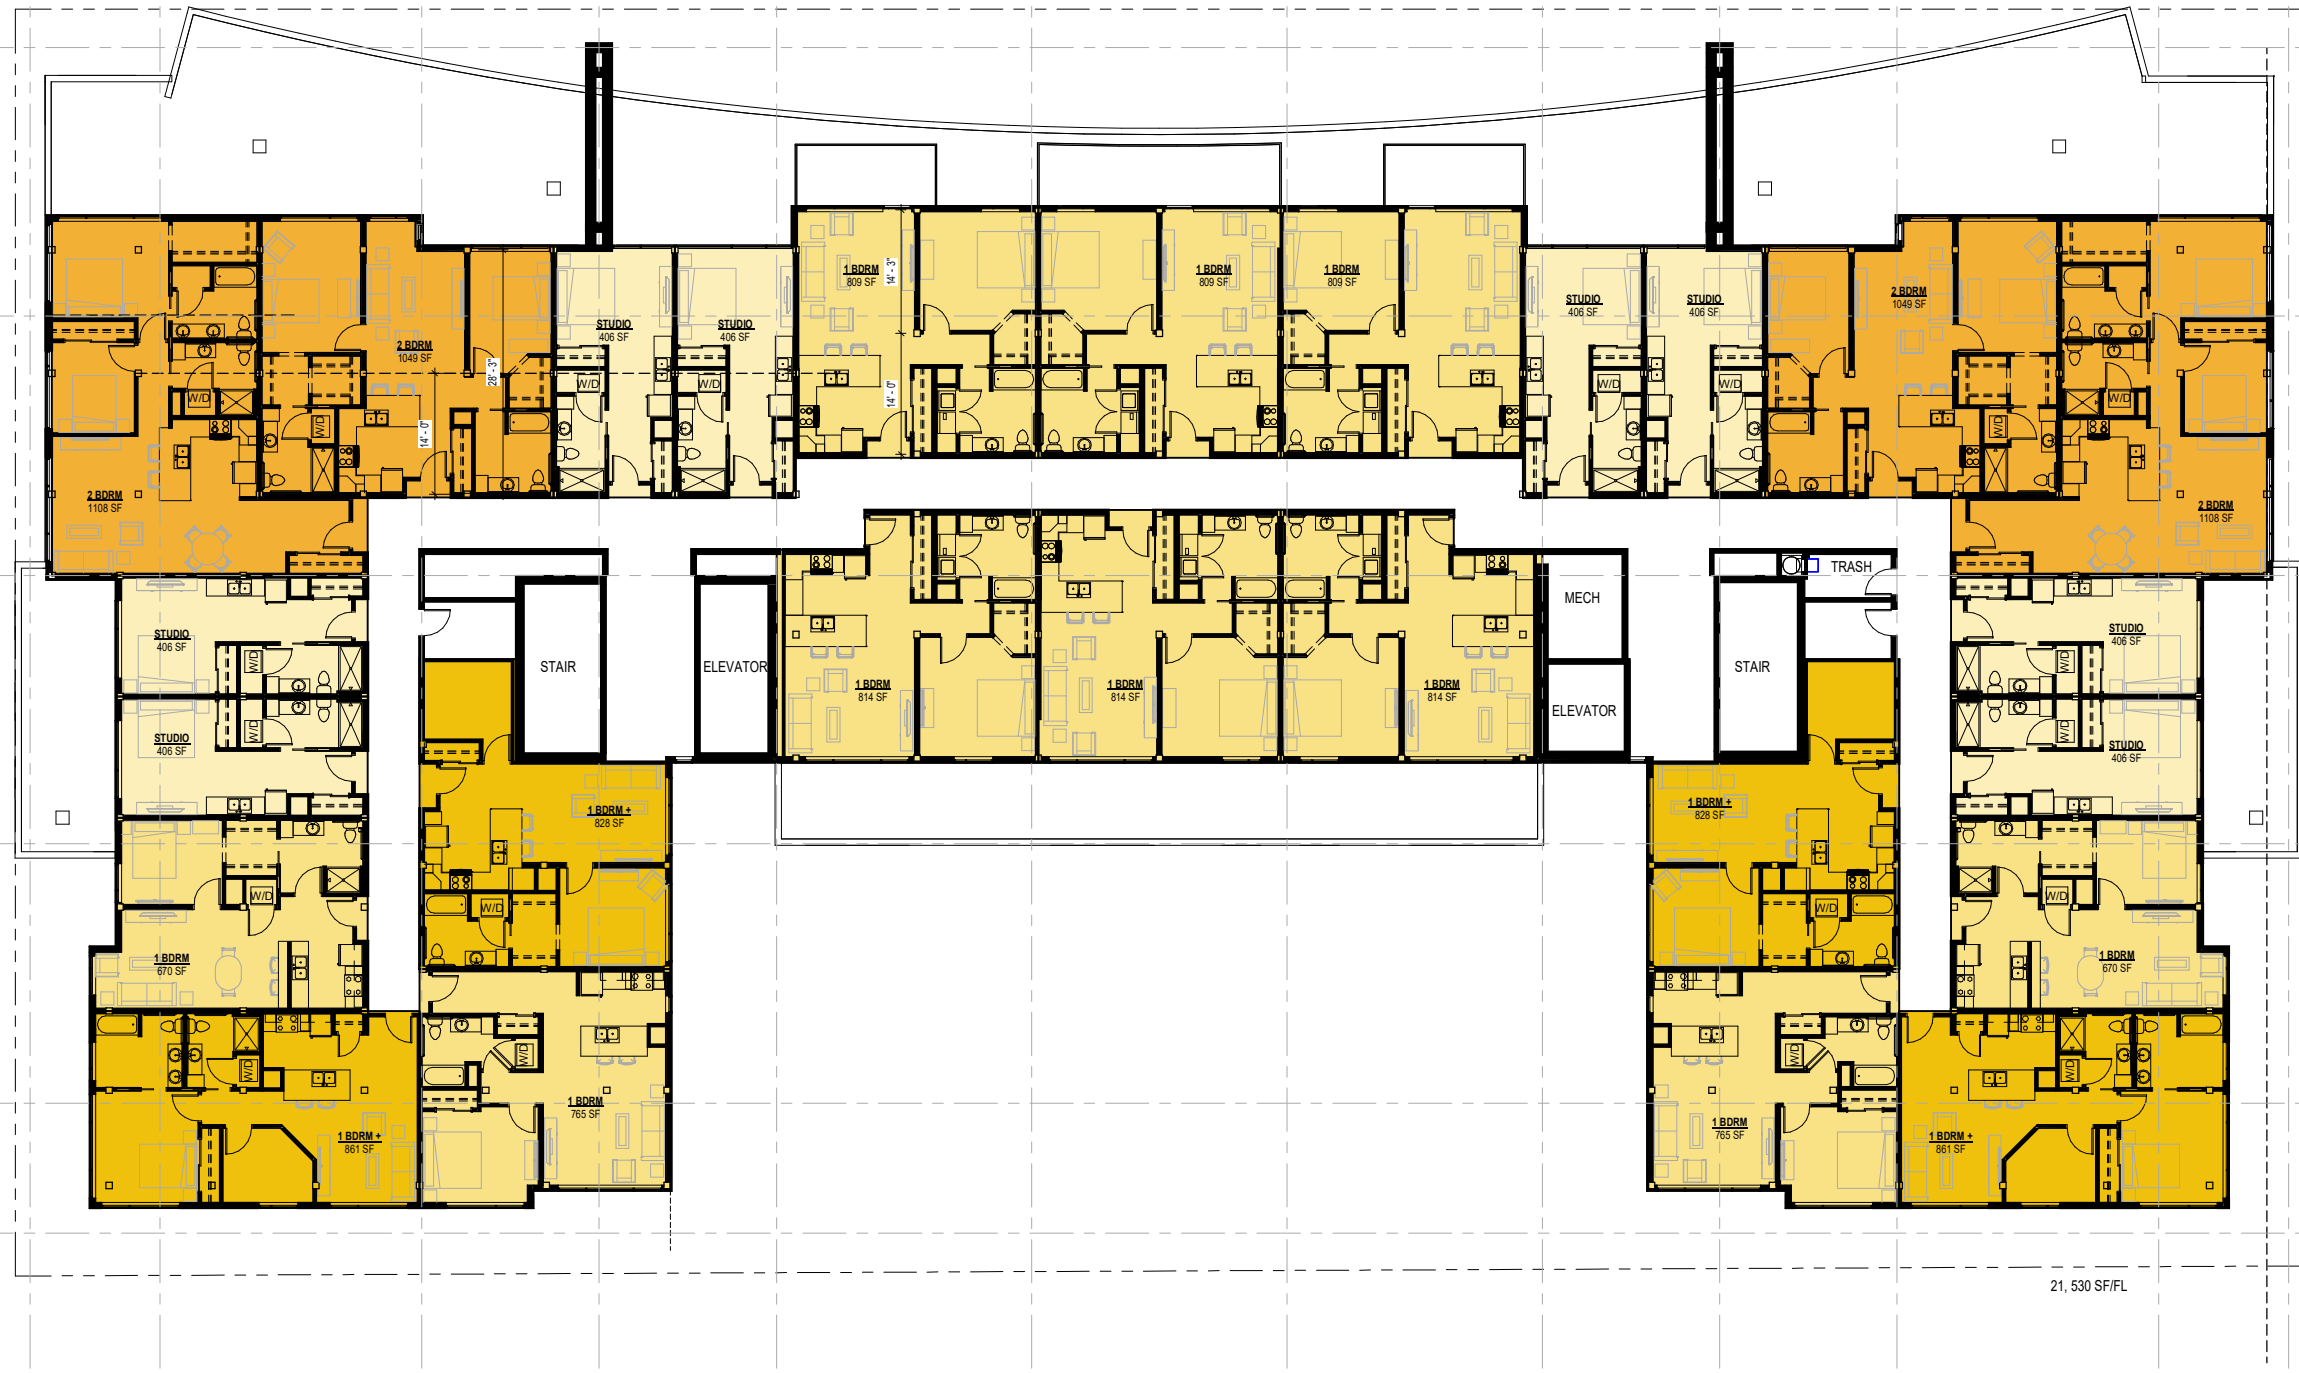 1 BDRM
809 SF
14' - 3"
1 BDRM
809 SF
1 BDRM
809 SF
2 BDRM
1049 SF
STUDIO
406 SF
STUDIO
406 SF
STUDIO
406 SF
STUDIO
406 SF
2 BDRM
1049 SF
28' - 3"
W/D
W/D
W/D
14' - 0"
W/D
W/D
W/D
W/D
14' - 0"
W/D
W/D
2 BDRM
1108 SF
2 BDRM
1108 SF
TRASH
MECH
STUDIO
406 SF
W/D
STUDIO
406 SF
W/D
STAIR
ELEVATOR
STAIR
1 BDRM
814 SF
1 BDRM
814 SF
1 BDRM
814 SF
ELEVATOR
STUDIO
406 SF
W/D
STUDIO
406 SF
W/D
1 BDRM +
828 SF
1 BDRM +
828 SF
W/D
W/D
W/D
W/D
1 BDRM
670 SF
1 BDRM
670 SF
W/D
W/D
W/D
W/D
1 BDRM
765 SF
1 BDRM
765 SF
1 BDRM +
861 SF
1 BDRM +
861 SF
21, 530 SF/FL